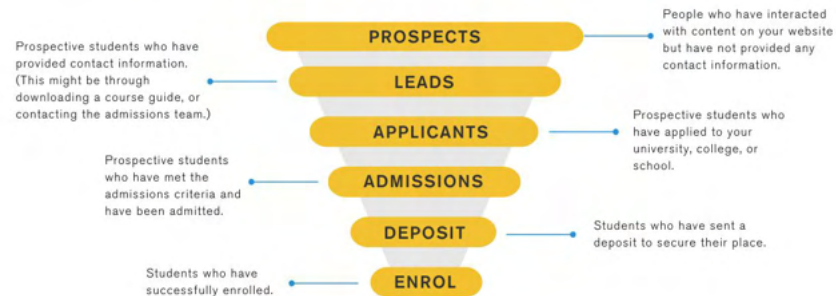 PROSPECTS
People who have interacted
with content on your website
but have not provided any
contact information.
Prospective students who have
provided contact information.
(This might be through
downloading a course guide, or
contacting the admissions team.)
LEADS
APPLICANTS
Prospective students who
have applied to your
university, college, or
school.
Prospective students
who have met the
admissions criteria and
have been admitted.
ADMISSIONS
DEPOSIT
Students who have sent a
deposit to secure their place.
Students who have
successfully enrolled.
ENROL